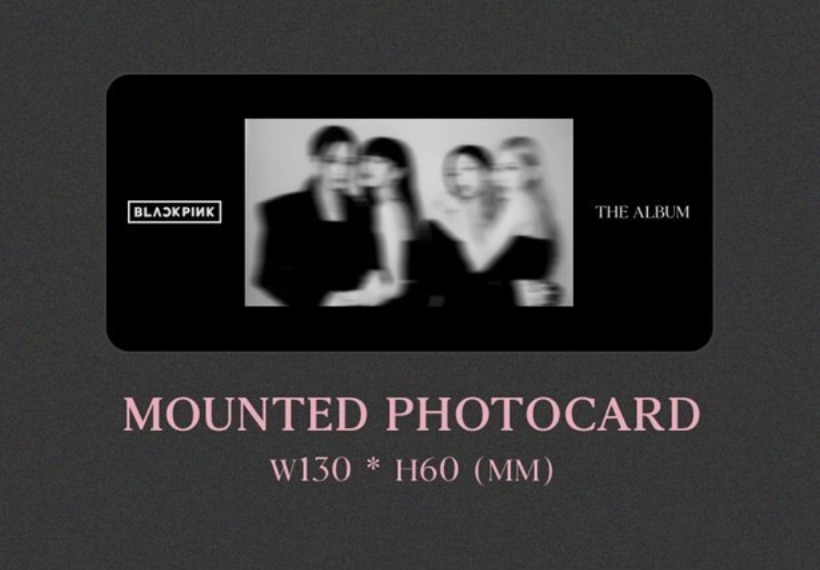 BLACKPINK
THE ALBUM
MOUNTED PHOTOCARD
W130 * H60 (MM)